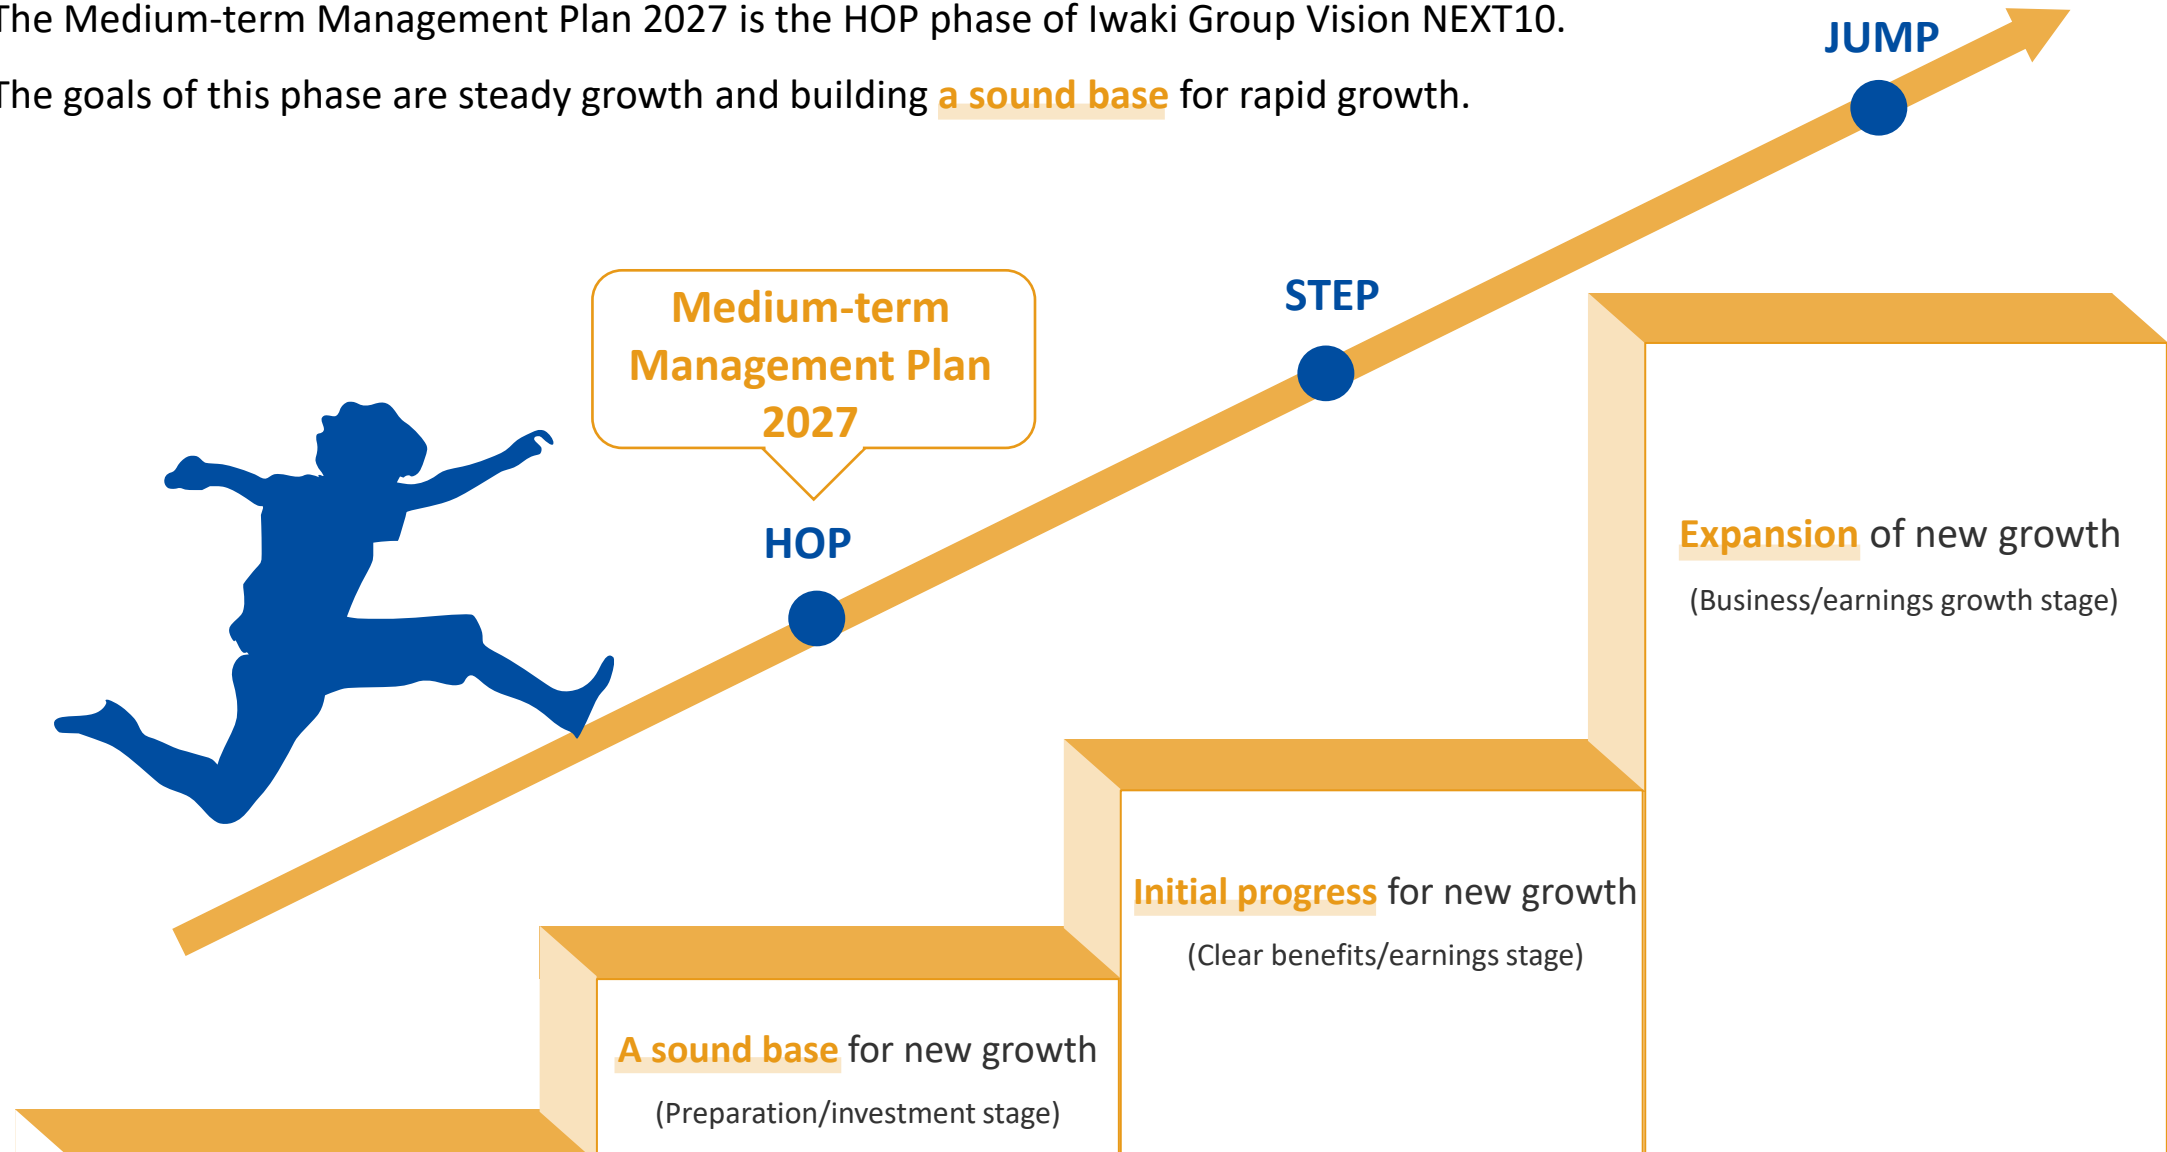 The Medium-term Management Plan 2027 is the HOP phase of Iwaki Group Vision NEXT10.
The goals of this phase are steady growth and building a sound base for rapid growth.
JUMP
STEP
Medium-term
Management Plan
2027
HOP
Expansion of new growth
(Business/earnings growth stage)
Initial progress for new growth
(Clear benefits/earnings stage)
A sound base for new growth
(Preparation/investment stage)